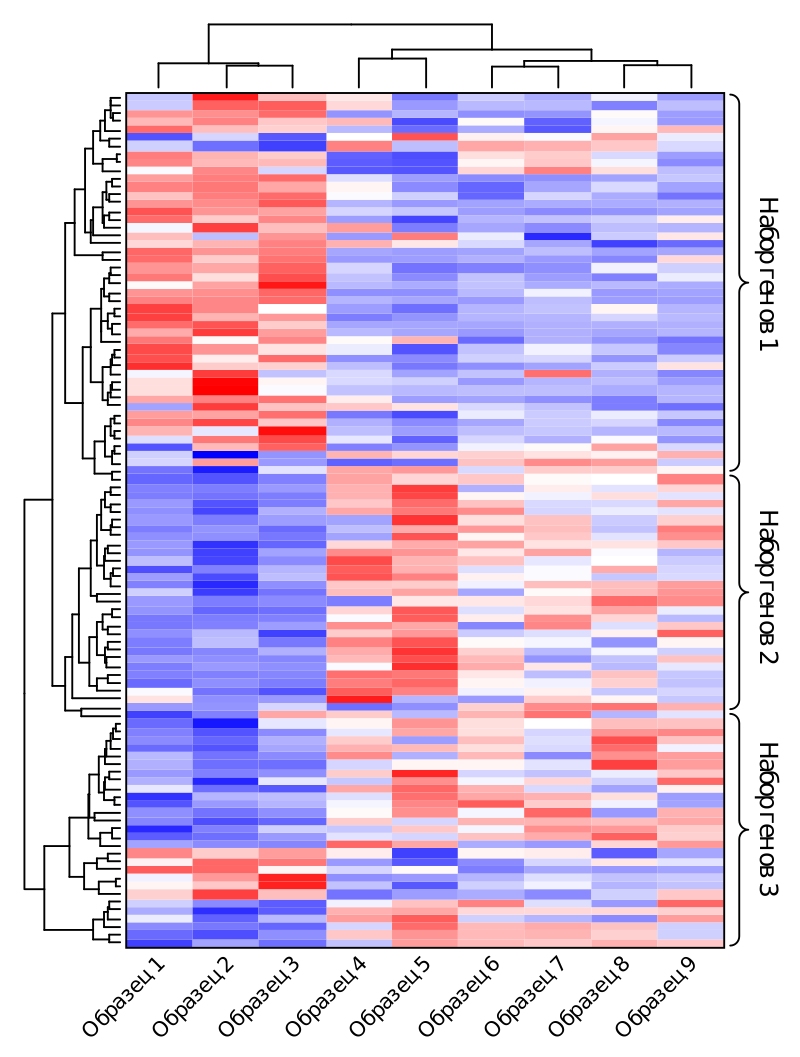 Набор генов 1
Набор генов 2
Набор генов 3
Образец 1
Образец 2
Образец 3
Образец 4
Образец 5
Образец 6
Образец 7
Образец 8
Образец 9